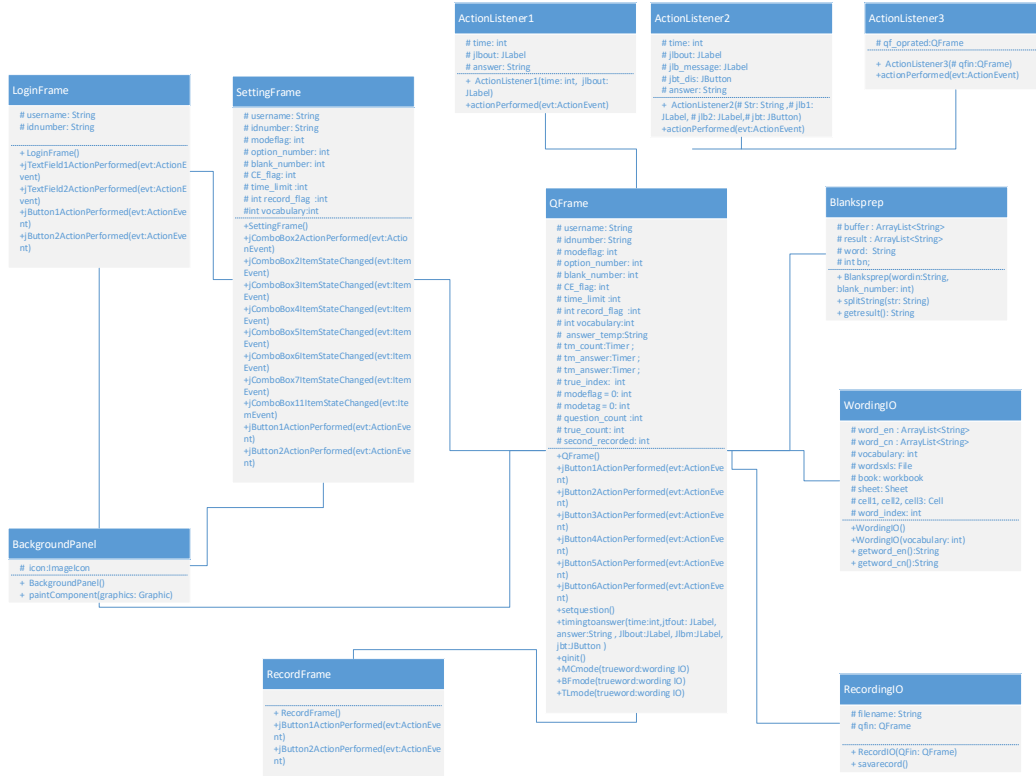 ActionListener1
# time: int
# jlbout: JLabel
# answer: String
+ ActionListener1(time: int, jlbout:
JLabel)
+actionPerformed(evt:ActionEvent)
ActionListener2
# time: int
# jlbout: JLabel
# jlb_message: JLabel
# jbt_dis: JButton
# answer: String
+ ActionListener2(# Str: String ,# jlb1:
JLabel, # jlb2: JLabel,# jbt: JButton)
+actionPerformed(evt:ActionEvent)
ActionListener3
# qf_oprated:QFrame
+ ActionListener3(# qfin:QFrame)
+actionPerformed(evt:ActionEvent)
LoginFrame
# username: String
# idnumber: String
+ LoginFrame()
+jTextField1ActionPerformed(evt:ActionE
vent)
+jTextField2ActionPerformed(evt:ActionE
vent)
+jButton1ActionPerformed(evt:ActionEve
nt)
+jButton2ActionPerformed(evt:ActionEve
nt)
SettingFrame
# username: String
# idnumber: String
# modeflag: int
# option_number: int
# blank_number: int
# CE_flag: int
# time_limit :int
# int record_flag :int
#int vocabulary:int
+SettingFrame()
+jComboBox2ActionPerformed(evt:Actio
nEvent)
+jComboBox2ItemStateChanged(evt:Item
Event)
+jComboBox3ItemStateChanged(evt:Item
Event)
+jComboBox4ItemStateChanged(evt:Item
Event)
+jComboBox5ItemStateChanged(evt:Item
Event)
+jComboBox6ItemStateChanged(evt:Item
Event)
+jComboBox7ItemStateChanged(evt:Item
Event)
+jComboBox11ItemStateChanged(evt:Ite
mEvent)
+jButton1ActionPerformed(evt:ActionEve
nt)
+jButton2ActionPerformed(evt:ActionEve
nt)
QFrame
# username: String
# idnumber: String
# modeflag: int
# option_number: int
# blank_number: int
# CE_flag: int
# time_limit :int
# int record_flag :int
# int vocabulary:int
# answer_temp:String
# tm_count:Timer ;
# tm_answer:Timer ;
# tm_answer:Timer ;
# true_index: int
# modeflag = 0: int
# modetag = 0: int
# question_count :int
# true_count: int
# second_recorded: int
+QFrame()
+jButton1ActionPerformed(evt:ActionEve
nt)
+jButton2ActionPerformed(evt:ActionEve
nt)
+jButton3ActionPerformed(evt:ActionEve
nt)
+jButton4ActionPerformed(evt:ActionEve
nt)
+jButton5ActionPerformed(evt:ActionEve
nt)
+jButton6ActionPerformed(evt:ActionEve
nt)
+setquestion()
+timingtoanswer(time:int,jtfout: JLabel,
answer:String , Jlbout:JLabel, Jlbm:JLabel,
jbt:JButton )
+qinit()
+MCmode(trueword:wording IO)
+BFmode(trueword:wording IO)
+TLmode(trueword:wording IO)
Blanksprep
# buffer : ArrayList<String>
# result : ArrayList<String>
# word: String
# int bn;
+ Blanksprep(wordin:String,
blank_number: int)
+ splitString(str: String)
+ getresult(): String
WordingIO
# word_en : ArrayList<String>
# word_cn : ArrayList<String>
# vocabulary: int
# wordsxls: File
# book: workbook
# sheet: Sheet
# cell1, cell2, cell3: Cell
# word_index: int
+WordingIO()
+WordingIO(vocabulary: int)
+ getword_en():String
+ getword_cn():String
BackgroundPanel
# icon:ImageIcon
+ BackgroundPanel()
+ paintComponent(graphics: Graphic)
RecordFrame
+ RecordFrame()
+jButton1ActionPerformed(evt:ActionEve
nt)
+jButton2ActionPerformed(evt:ActionEve
nt)
RecordingIO
# filename: String
# qfin: QFrame
+ RecordIO(QFin: QFrame)
+ savarecord()